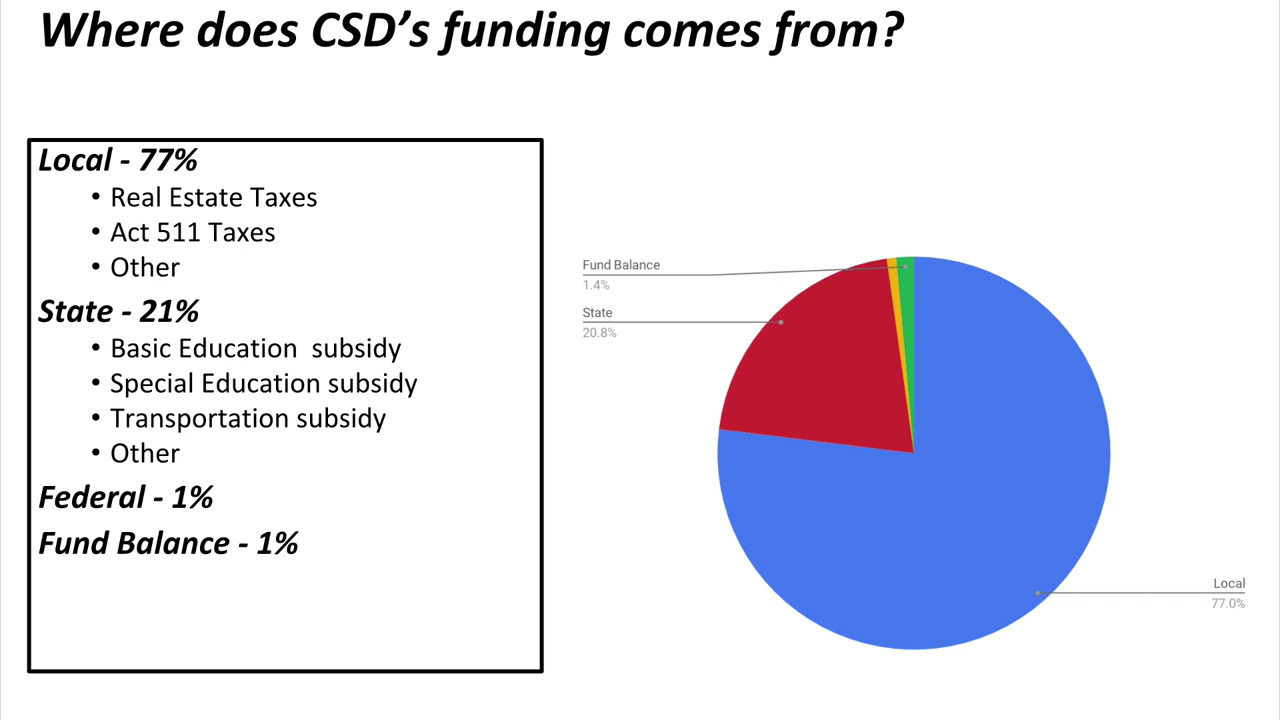 Where does CSD’s funding comes from?
Local - 77%
• Real Estate Taxes
• Act 511 Taxes
• Other
State - 21%
• Basic Education  subsidy
• Special Education subsidy
• Transportation subsidy
• Other
Federal - 1%
Fund Balance - 1%
Fund Balance
1.4%
State
20.8%
Local
77.0%